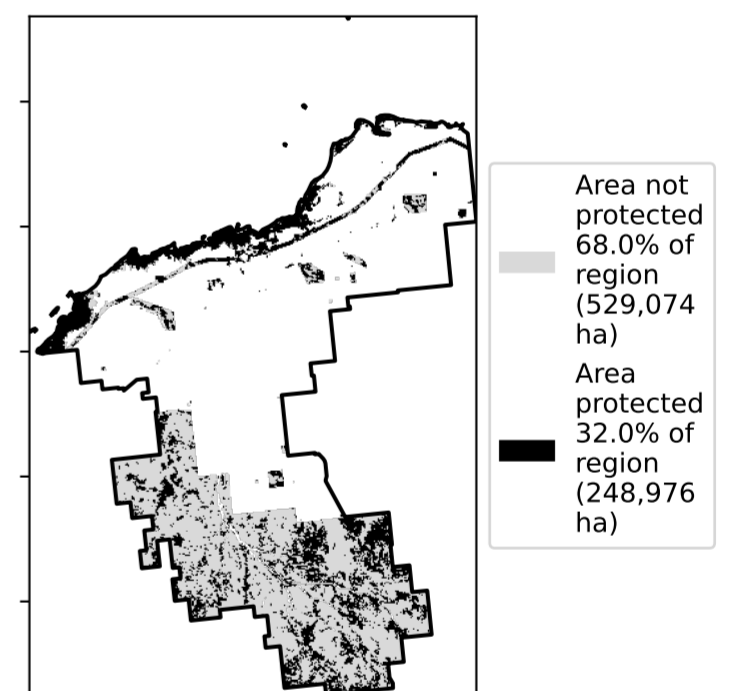 Area not
protected
68.0% of
region
(529,074
ha)
Area
protected
32.0% of
region
(248,976
ha)